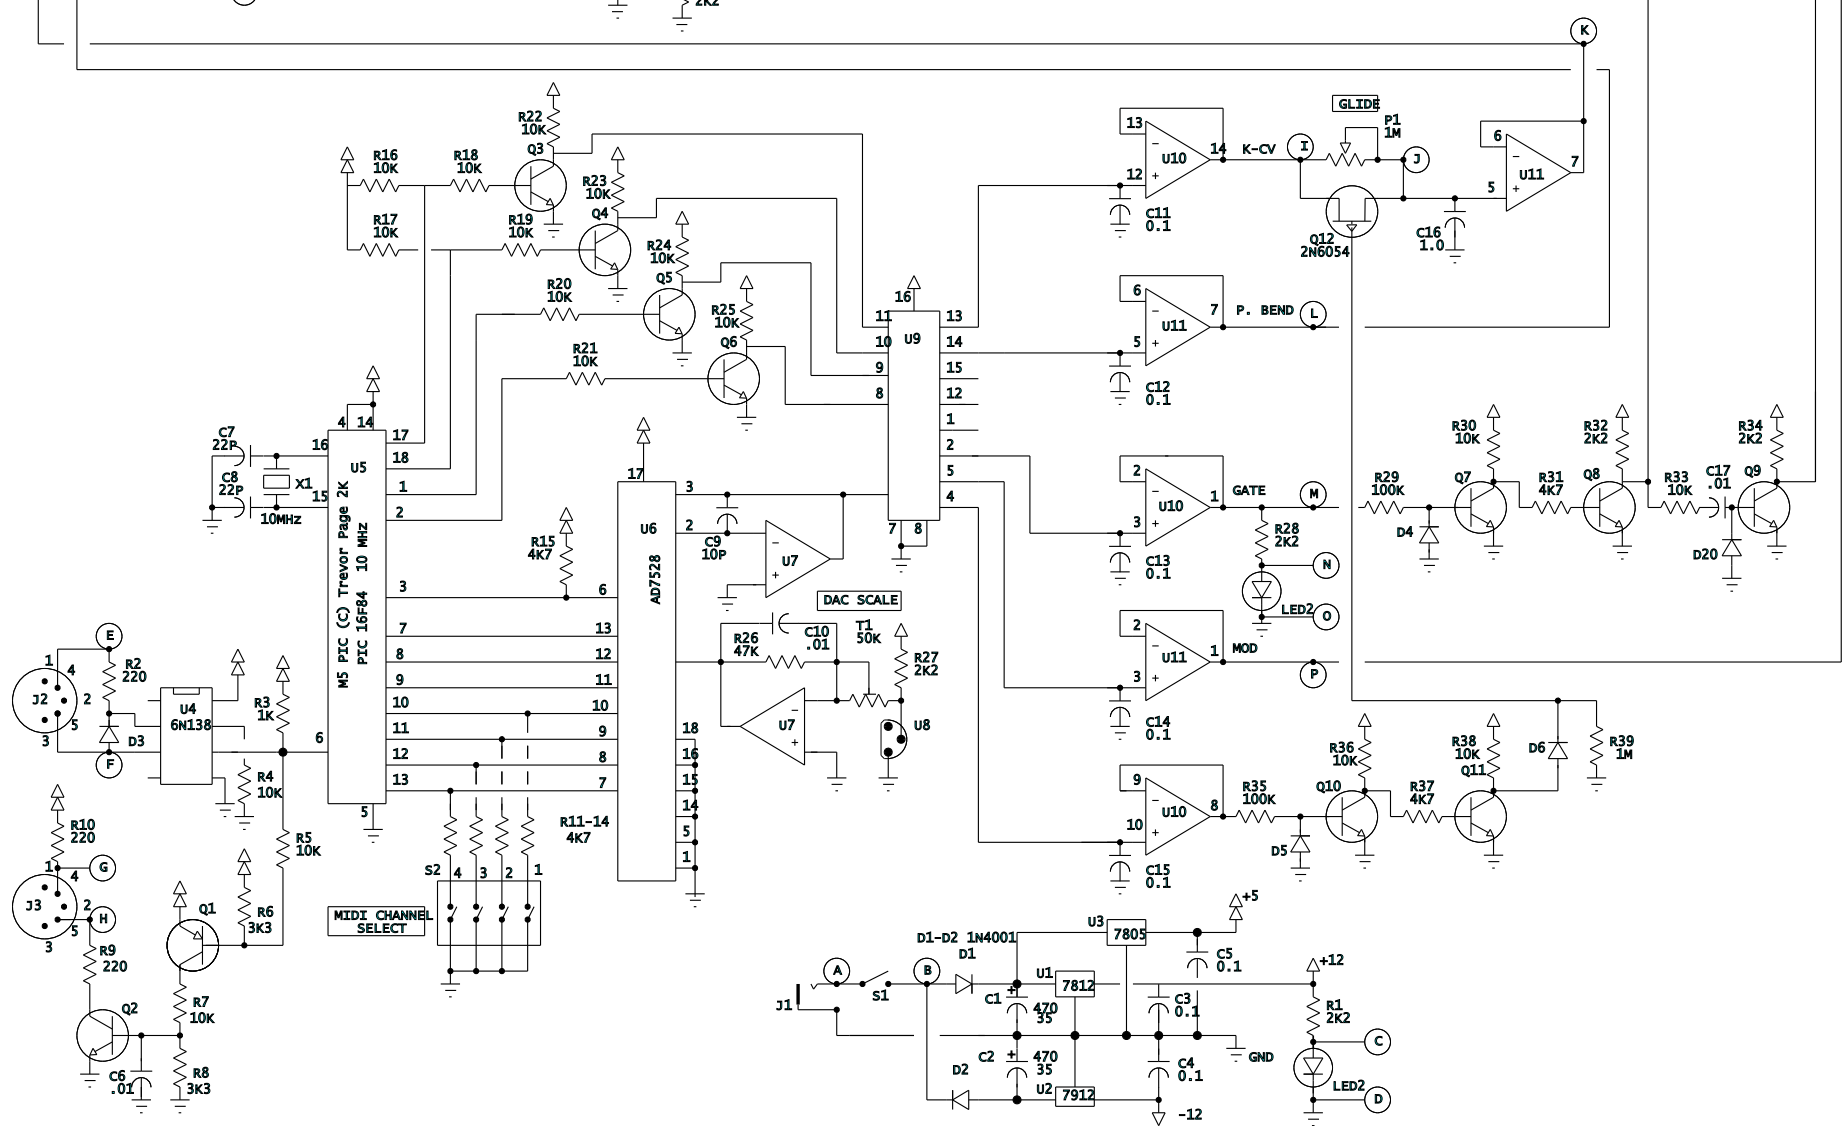 2K2
K
GLIDE
P1
1M
R22
10K
Q3
R16
10K
R18
10K
R23
10K
Q4
R17
10K
R19
10K
R24
10K
Q5
R20
10K
R25
10K
Q6
R21
10K
13
12
U10
14
K-CV
I
J
C11
0.1
Q12
2N6054
C16
1.0
6
5
U11
7
16
11
10
9
8
U9
13
14
15
12
1
2
5
4
7
8
6
5
U11
7
P. BEND
L
C12
0.1
C7
22P
C8
22P
X1
10MHz
16
15
4
14
U5
17
18
1
2
3
7
8
9
10
11
12
13
6
5
M5 PIC (C) Trevor Page 2K
PIC 16F84 10 MHz
R15
4K7
17
U6
AD7528
3
2
6
13
12
11
10
9
8
7
18
16
15
14
5
1
C9
10P
U7
DAC SCALE
R26
47K
C10
.01
T1
50K
R27
2K2
U7
U8
2
3
U10
1
GATE
M
C13
0.1
R28
2K2
N
LED2
O
R29
100K
D4
R30
10K
Q7
R31
4K7
R32
2K2
Q8
R33
10K
C17
.01
R34
2K2
Q9
D20
2
3
U11
1
MOD
P
C14
0.1
9
10
U10
8
C15
0.1
R35
100K
D5
R36
10K
Q10
R37
4K7
R38
10K
Q11
D6
R39
1M
E
1
4
J2
2
5
3
R2
220
D3
F
U4
6N138
R3
1K
R4
10K
R5
10K
R10
220
G
1
4
J3
2
5
3
H
R9
220
Q1
R6
3K3
R7
10K
Q2
C6
.01
R8
3K3
R11-14
4K7
S2
4
3
2
1
MIDI CHANNEL
SELECT
D1-D2 1N4001
D1
U3
7805
+5
C5
0.1
A
B
J1
S1
C1
+
470
35
U1
7812
C3
0.1
+12
R1
2K2
C
GND
C2
+
470
35
D2
U2
7912
C4
0.1
-12
LED2
D